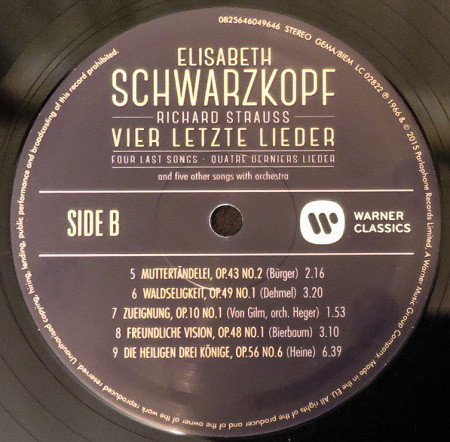 0825646049646 STEREO GEMA/BIEM LC 02822 ℗ 1966 & © 2015 Parlophone Records Limited, A Warner Music Group Company. Made in the EU. All rights of the producer and of the owner of the work reproduced reserved. Unauthorised copying, hiring, lending, public performance and broadcasting of this record prohibited.
ELISABETH
SCHWARZKOPF
RICHARD STRAUSS
VIER LETZTE LIEDER
FOUR LAST SONGS · QUATRE DERNIERS LIEDER
and five other songs with orchestra
SIDE B
WARNER
CLASSICS
5 MUTTERTÄNDELEI, OP.43 NO.2 (Bürger) 2.16
6 WALDSELIGKEIT, OP.49 NO.1 (Dehmel) 3.20
7 ZUEIGNUNG, OP.10 NO.1 (Von Gilm, orch. Heger) 1.53
8 FREUNDLICHE VISION, OP.48 NO.1 (Bierbaum) 3.10
9 DIE HEILIGEN DREI KÖNIGE, OP.56 NO.6 (Heine) 6.39